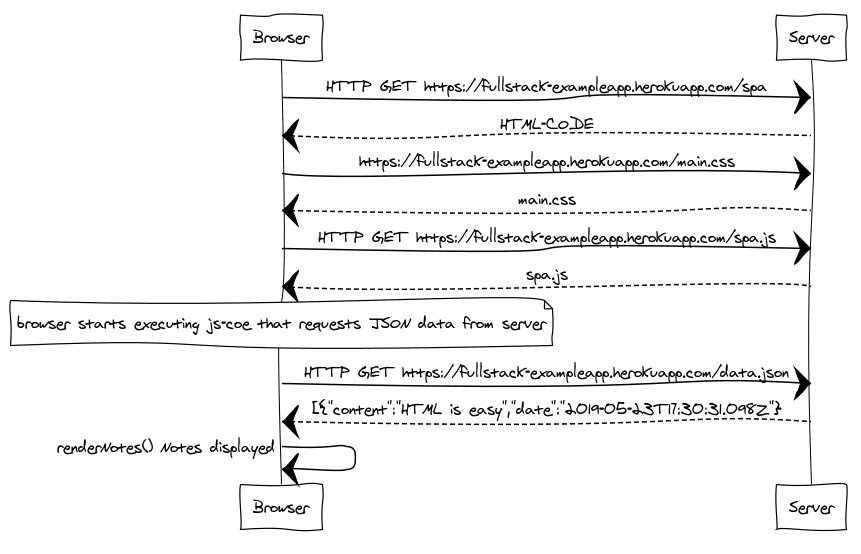 Browser
Server
HTTP GET https://fullstack-exampleapp.herokuapp.com/spa
HTML-CODE
https://fullstack-exampleapp.herokuapp.com/main.css
main.css
HTTP GET https://fullstack-exampleapp.herokuapp.com/spa.js
spa.js
browser starts executing js-coe that requests JSON data from server
HTTP GET https://fullstack-exampleapp.herokuapp.com/data.json
[{"content":"HTML is easy","date":"2019-05-23T17:30:31.098Z"}
renderNotes() Notes displayed
Browser
Server